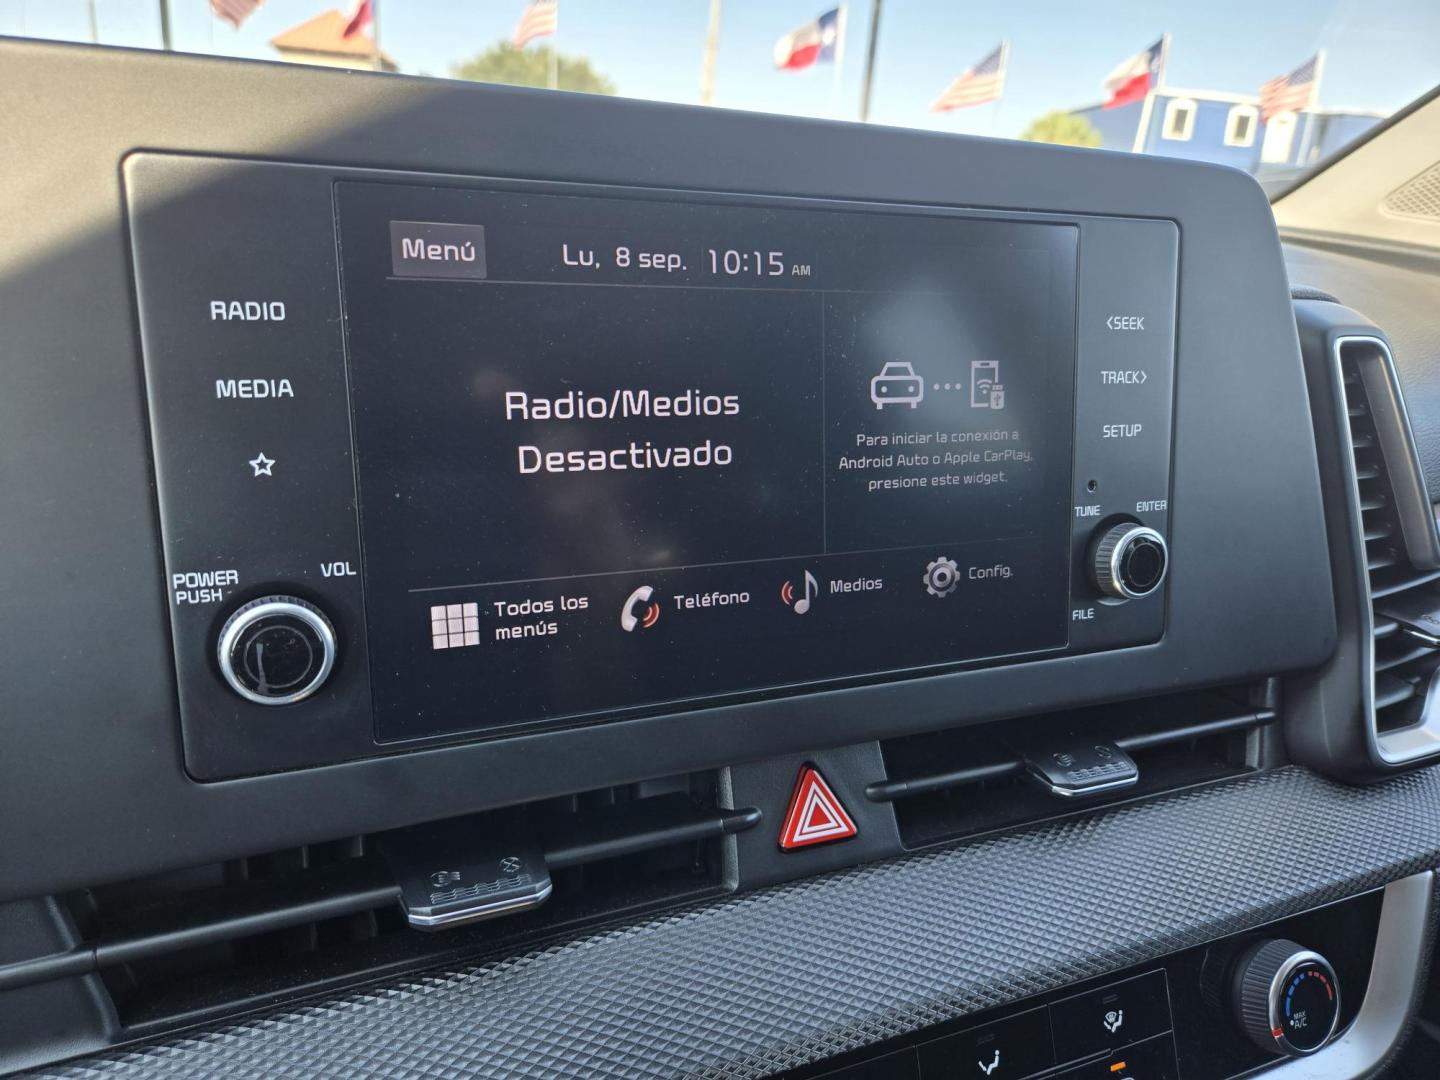 Menú
Lu, 8 sep. 10:15 AM
RADIO
MEDIA
POWER
PUSH
VOL
Radio/Medios
Desactivado
Para iniciar la conexión a
Android Auto o Apple CarPlay,
presione este widget.
Todos los
menús
Teléfono
Medios
Config.
<SEEK
TRACK>
SETUP
TUNE
ENTER
FILE
MAX
A/C